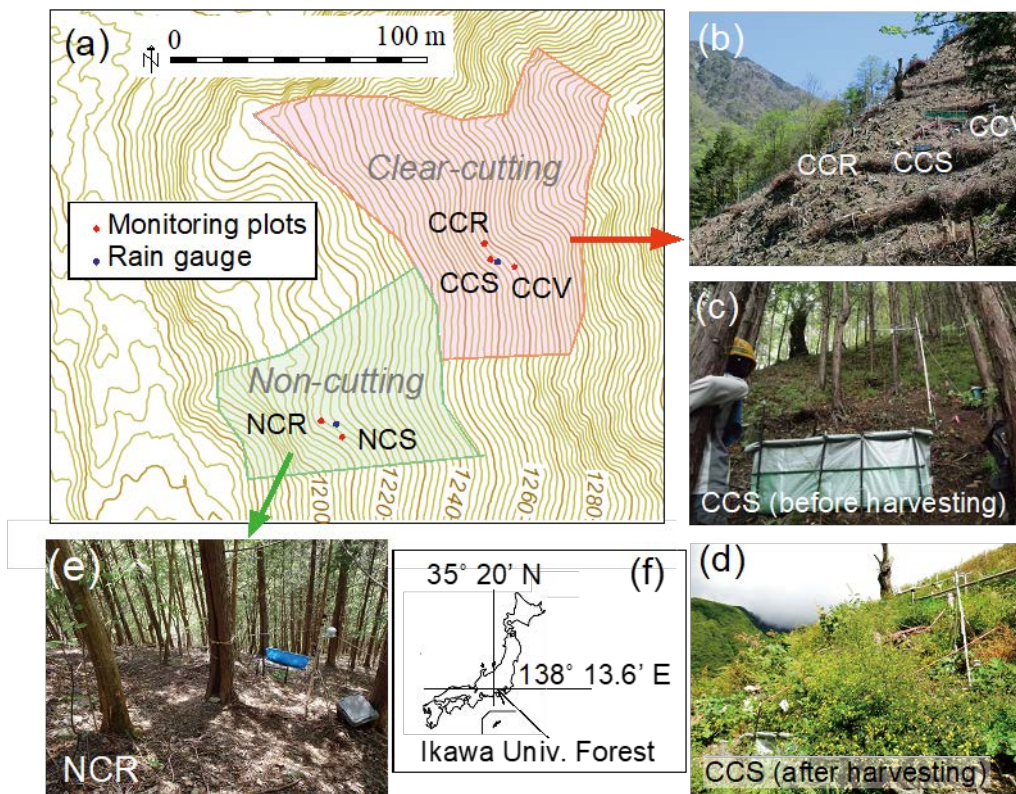 (a)
0
100 m
N
Clear-cutting
CCR
CCS
CCV
Monitoring plots
Rain gauge
Non-cutting
NCR
NCS
1200
1220
1240
1260
1280
(b)
CCR
CCS
CCV
(c)
CCS (before harvesting)
(d)
CCS (after harvesting)
(e)
NCR
(f)
35° 20’ N
138° 13.6’ E
Ikawa Univ. Forest